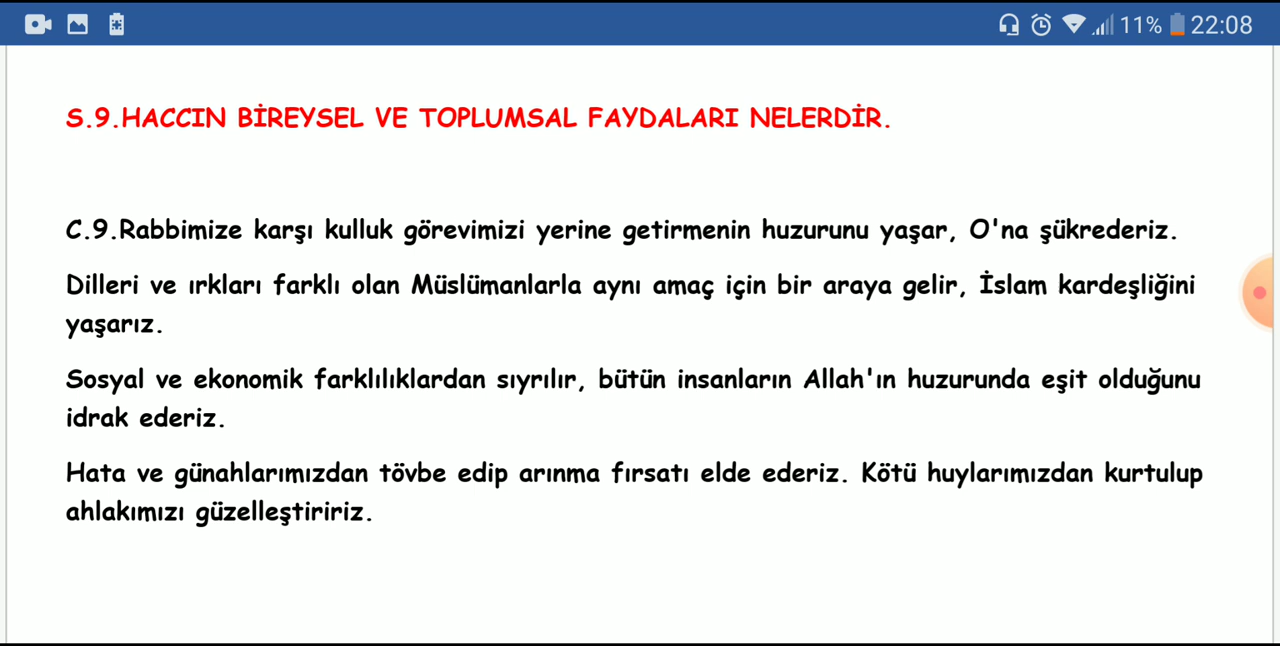 11% 22:08
S.9.HACCIN BİREYSEL VE TOPLUMSAL FAYDALARI NELERDİR.
C.9.Rabbimize karşı kulluk görevimizi yerine getirmenin huzurunu yaşar, O'na şükrederiz.
Dilleri ve ırkları farklı olan Müslümanlarla aynı amaç için bir araya gelir, İslam kardeşliğini
yaşarız.
Sosyal ve ekonomik farklılıklardan sıyrılır, bütün insanların Allah'ın huzurunda eşit olduğunu
idrak ederiz.
Hata ve günahlarımızdan tövbe edip arınma fırsatı elde ederiz. Kötü huylarımızdan kurtulup
ahlakımızı güzelleştiririz.